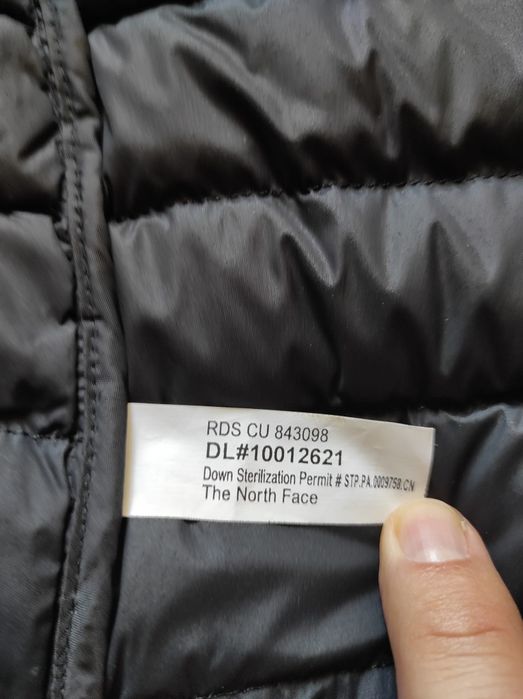 RDS CU 843098
DL#10012621
Down Sterilization Permit # STP.PA.0009758.CN
The North Face